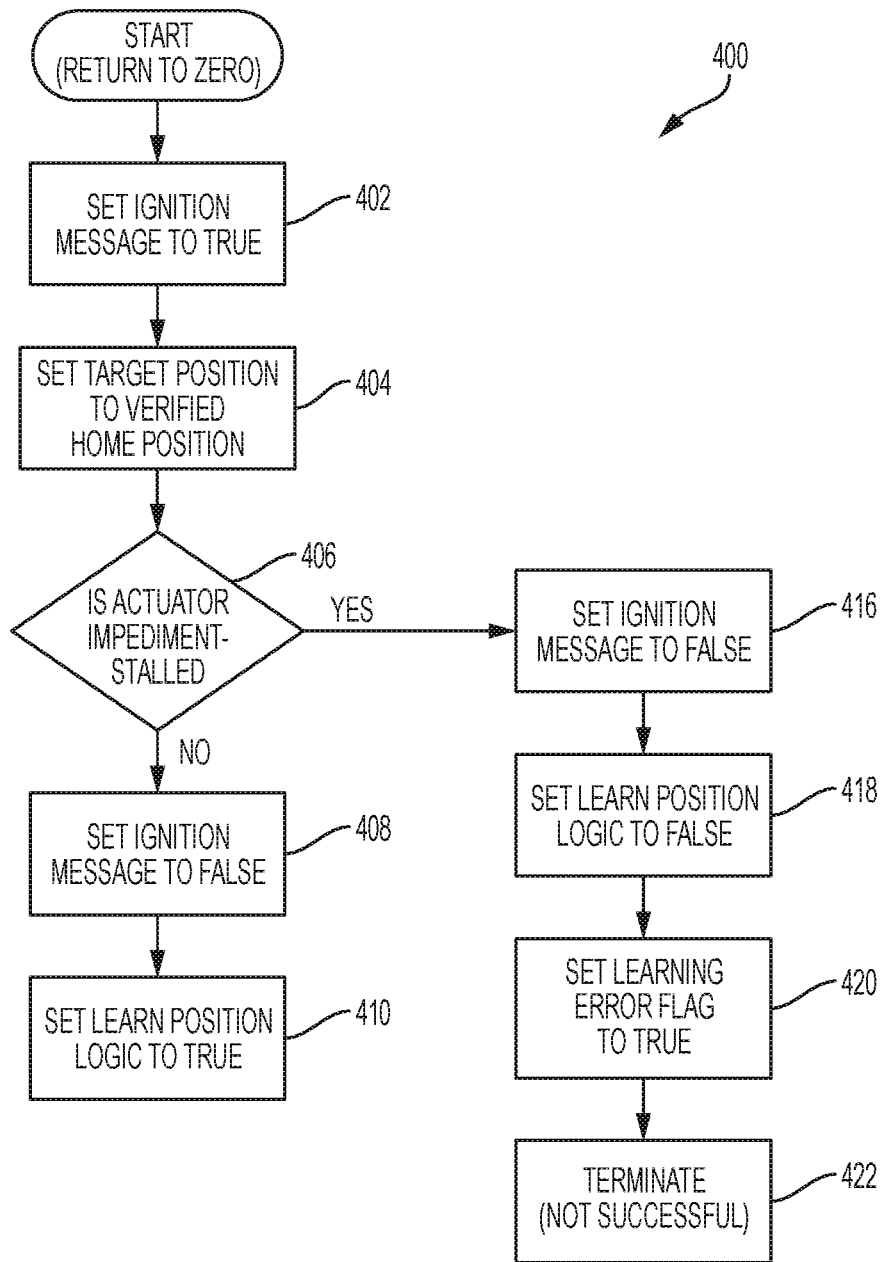 START
(RETURN TO ZERO)
400
SET IGNITION
MESSAGE TO TRUE
402
SET TARGET POSITION
TO VERIFIED
HOME POSITION
404
IS ACTUATOR
IMPEDIMENT-
STALLED
406
YES
NO
SET IGNITION
MESSAGE TO FALSE
408
SET LEARN POSITION
LOGIC TO TRUE
410
SET IGNITION
MESSAGE TO FALSE
416
SET LEARN POSITION
LOGIC TO FALSE
418
SET LEARNING
ERROR FLAG
TO TRUE
420
TERMINATE
(NOT SUCCESSFUL)
422